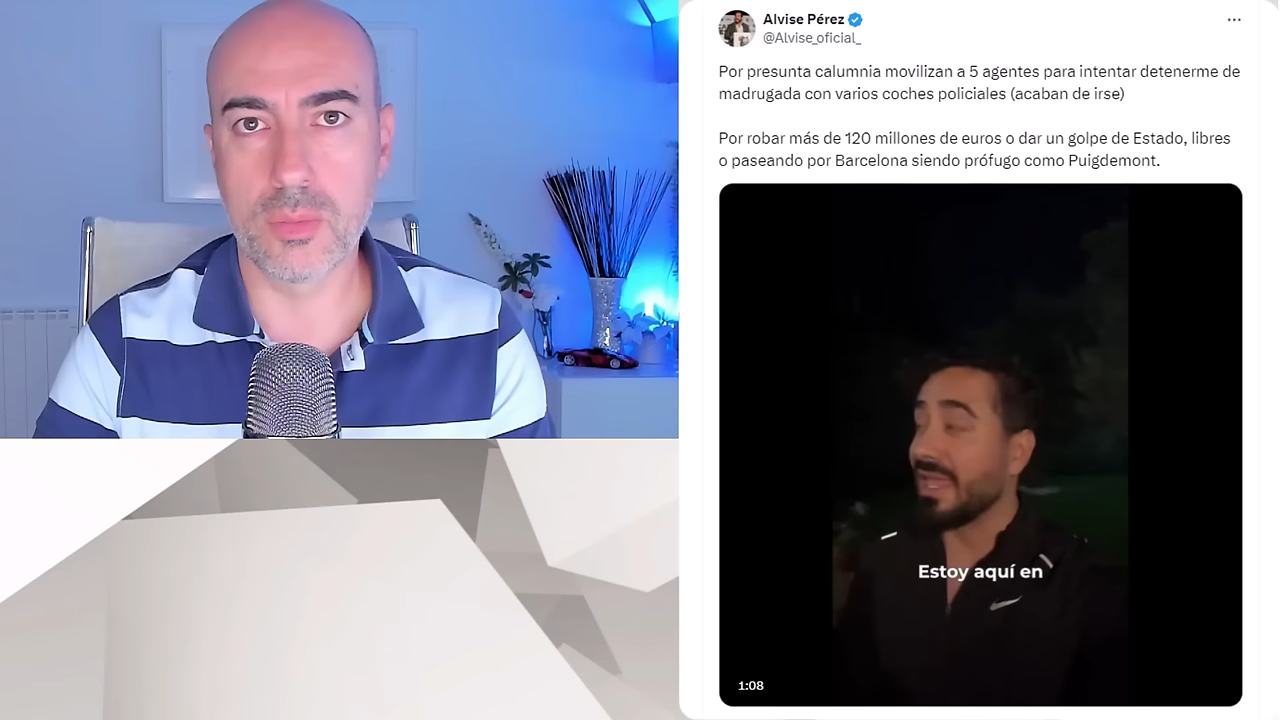 Alvise Pérez
@Alvise_oficial_
Por presunta calumnia movilizan a 5 agentes para intentar detenerme de
madrugada con varios coches policiales (acaban de irse)
Por robar más de 120 millones de euros o dar un golpe de Estado, libres
o paseando por Barcelona siendo prófugo como Puigdemont.
Estoy aquí en
1:08